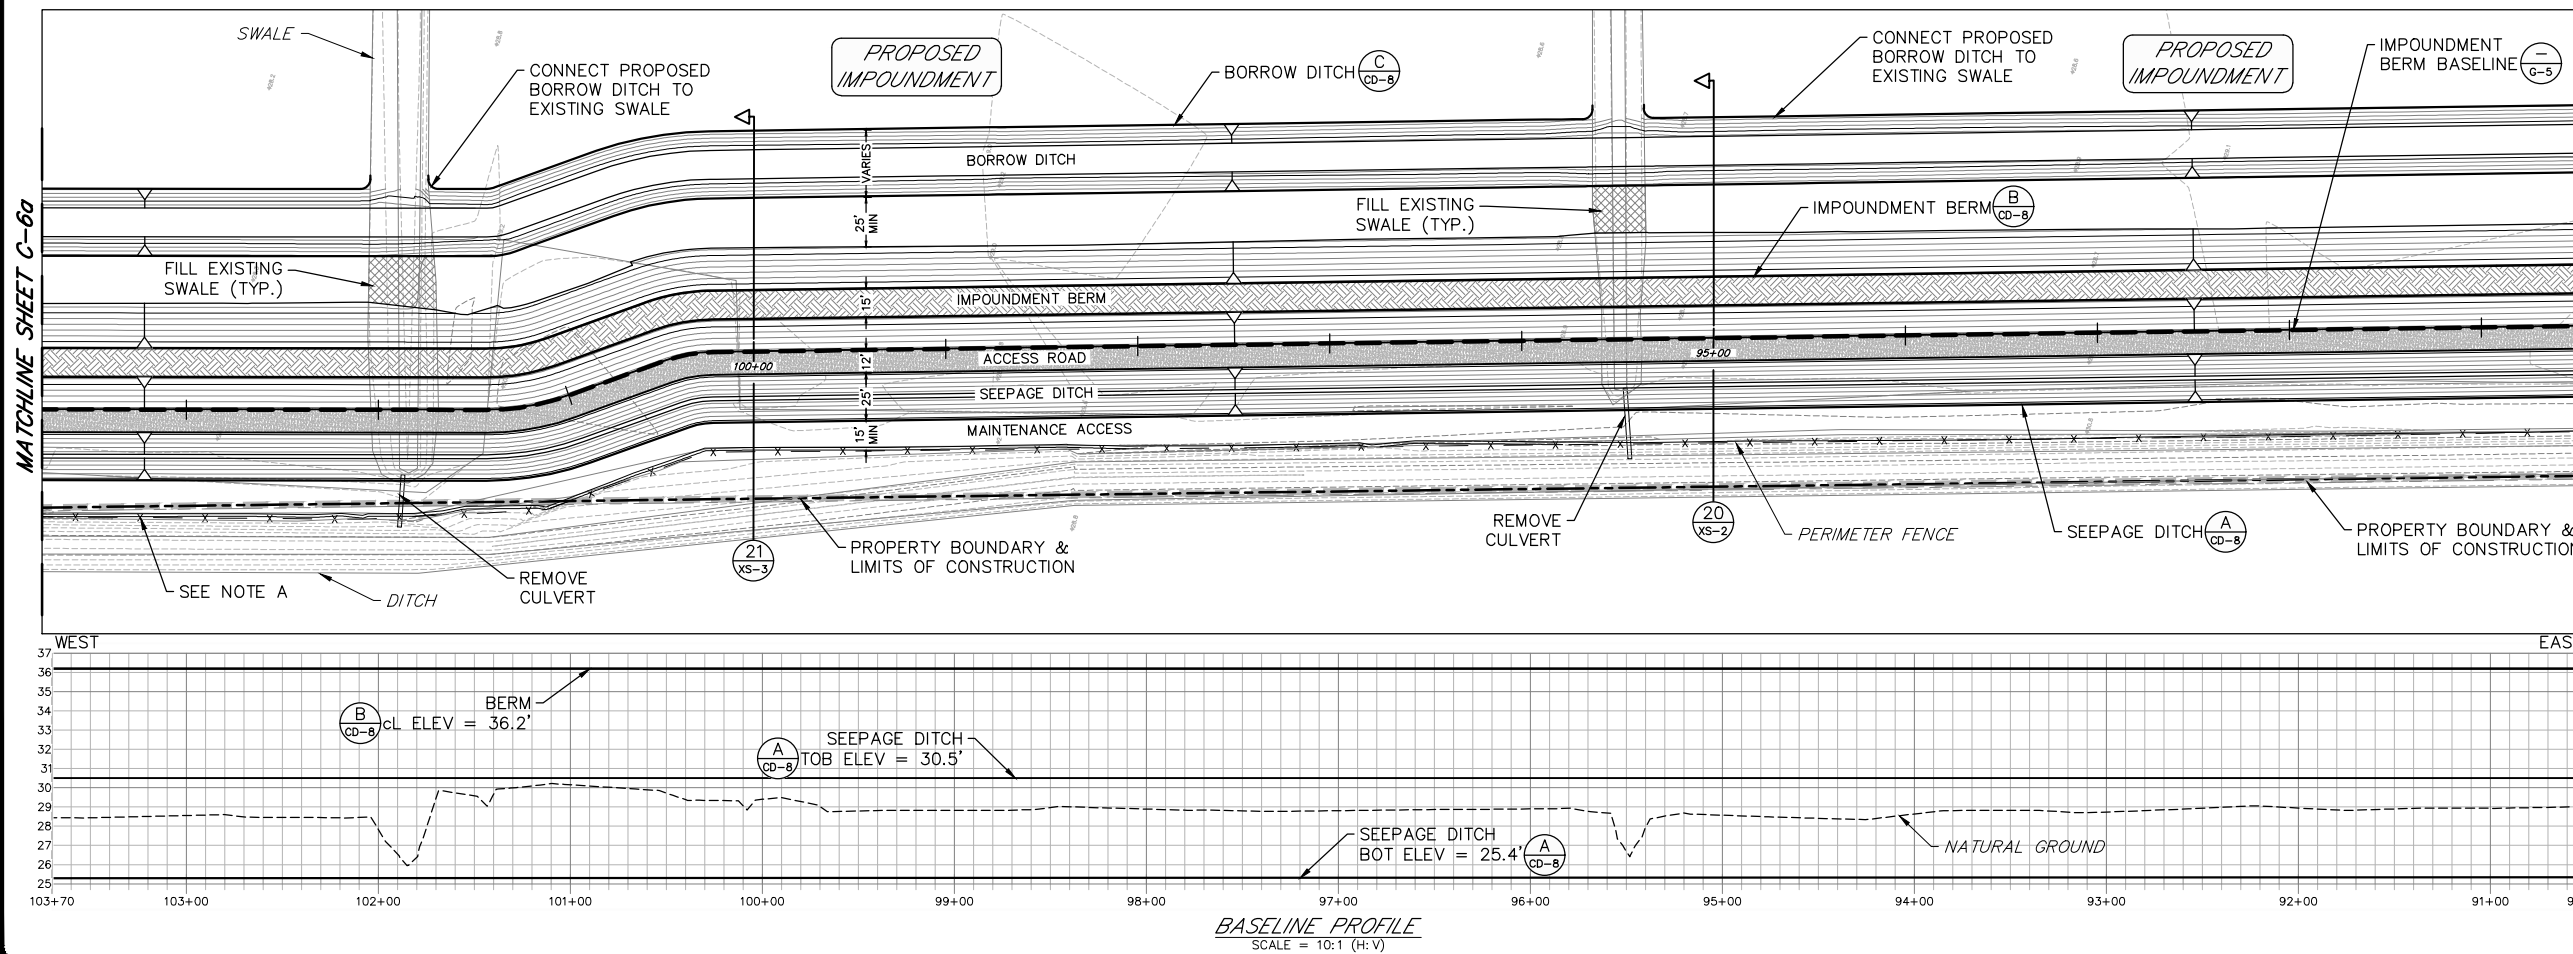 SWALE
CONNECT PROPOSED
BORROW DITCH TO
EXISTING SWALE
PROPOSED
IMPOUNDMENT
BORROW DITCH
C
CD-8
CONNECT PROPOSED
BORROW DITCH TO
EXISTING SWALE
PROPOSED
IMPOUNDMENT
IMPOUNDMENT
BERM BASELINE
—
G-5
MATCHLINE SHEET C-6a
VARIES
BORROW DITCH
25'
MIN
FILL EXISTING
SWALE (TYP.)
IMPOUNDMENT BERM
B
CD-8
FILL EXISTING
SWALE (TYP.)
15'
IMPOUNDMENT BERM
12'
ACCESS ROAD
100+00
95+00
25'
SEEPAGE DITCH
15'
MIN
MAINTENANCE ACCESS
21
XS-3
20
XS-2
REMOVE
CULVERT
PERIMETER FENCE
SEEPAGE DITCH
A
CD-8
PROPERTY BOUNDARY &
LIMITS OF CONSTRUCTION
PROPERTY BOUNDARY &
LIMITS OF CONSTRUCTION
SEE NOTE A
DITCH
REMOVE
CULVERT
WEST
EAS
37
36
35
34
33
32
31
30
29
28
27
26
25
BERM
B
CD-8
cL ELEV = 36.2'
SEEPAGE DITCH
A
CD-8
TOB ELEV = 30.5'
SEEPAGE DITCH
BOT ELEV = 25.4'
A
CD-8
NATURAL GROUND
103+70 103+00 102+00 101+00 100+00 99+00 98+00 97+00 96+00 95+00 94+00 93+00 92+00 91+00 9
BASELINE PROFILE
SCALE = 10:1 (H:V)